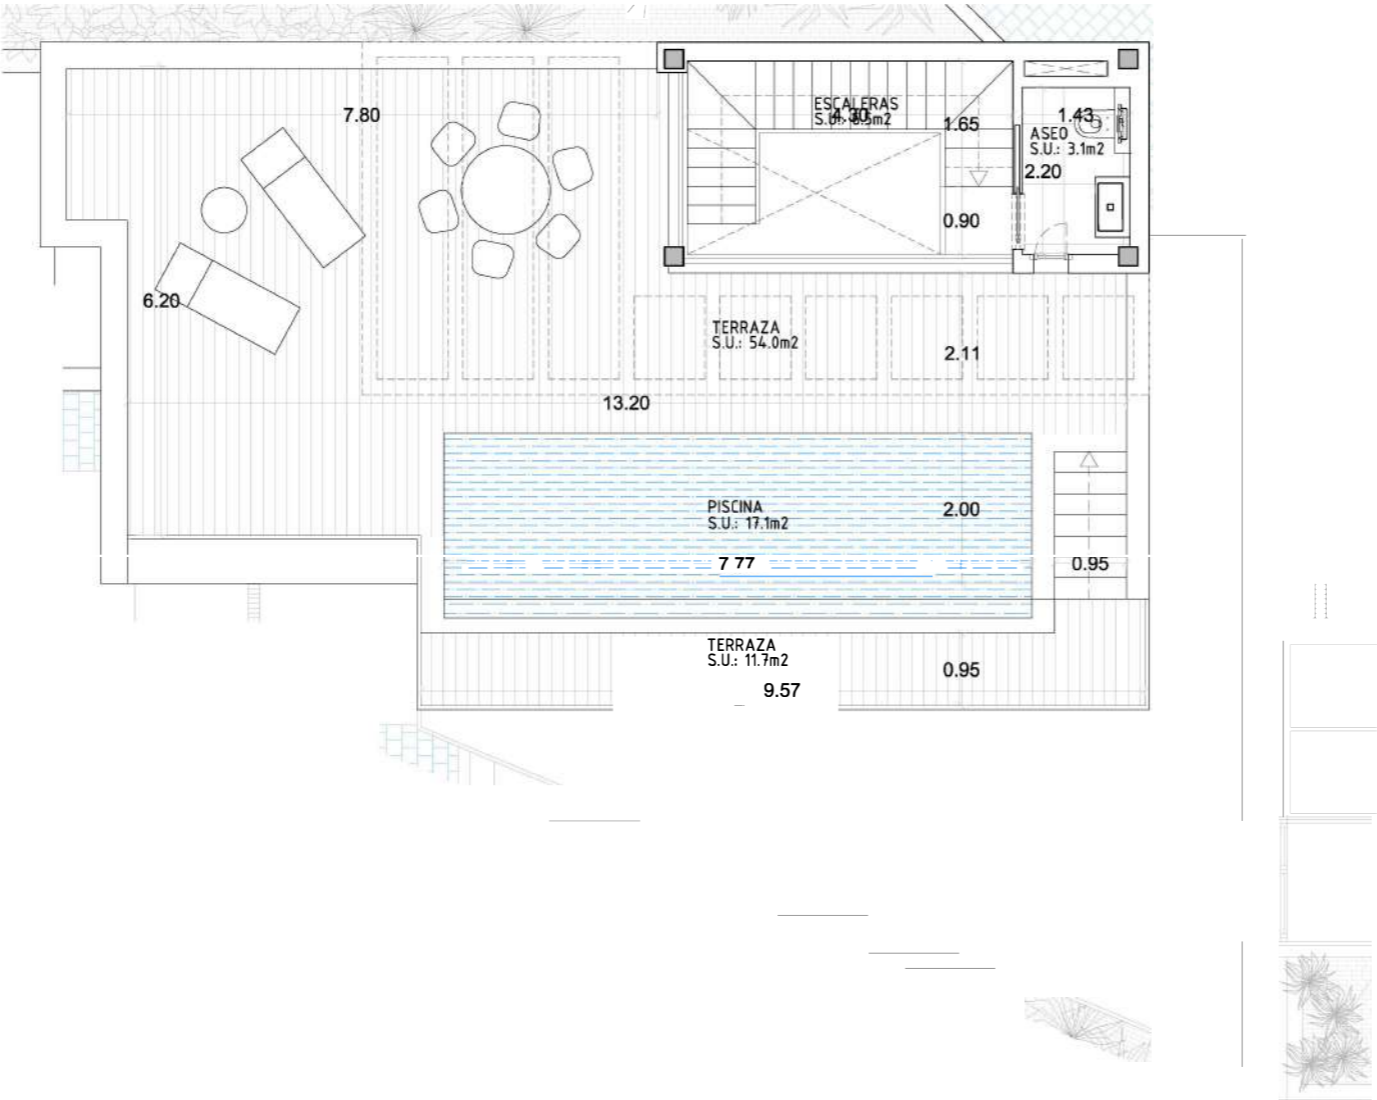 7.80
ESCALERAS
4.30
1.65
1.43
ASEO
S.U.: 3.1m2
2.20
0.90
6.20
TERRAZA
S.U.: 54.0m2
2.11
13.20
PISCINA
S.U.: 17.1m2
2.00
7 77
0.95
TERRAZA
S.U.: 11.7m2
0.95
9.57